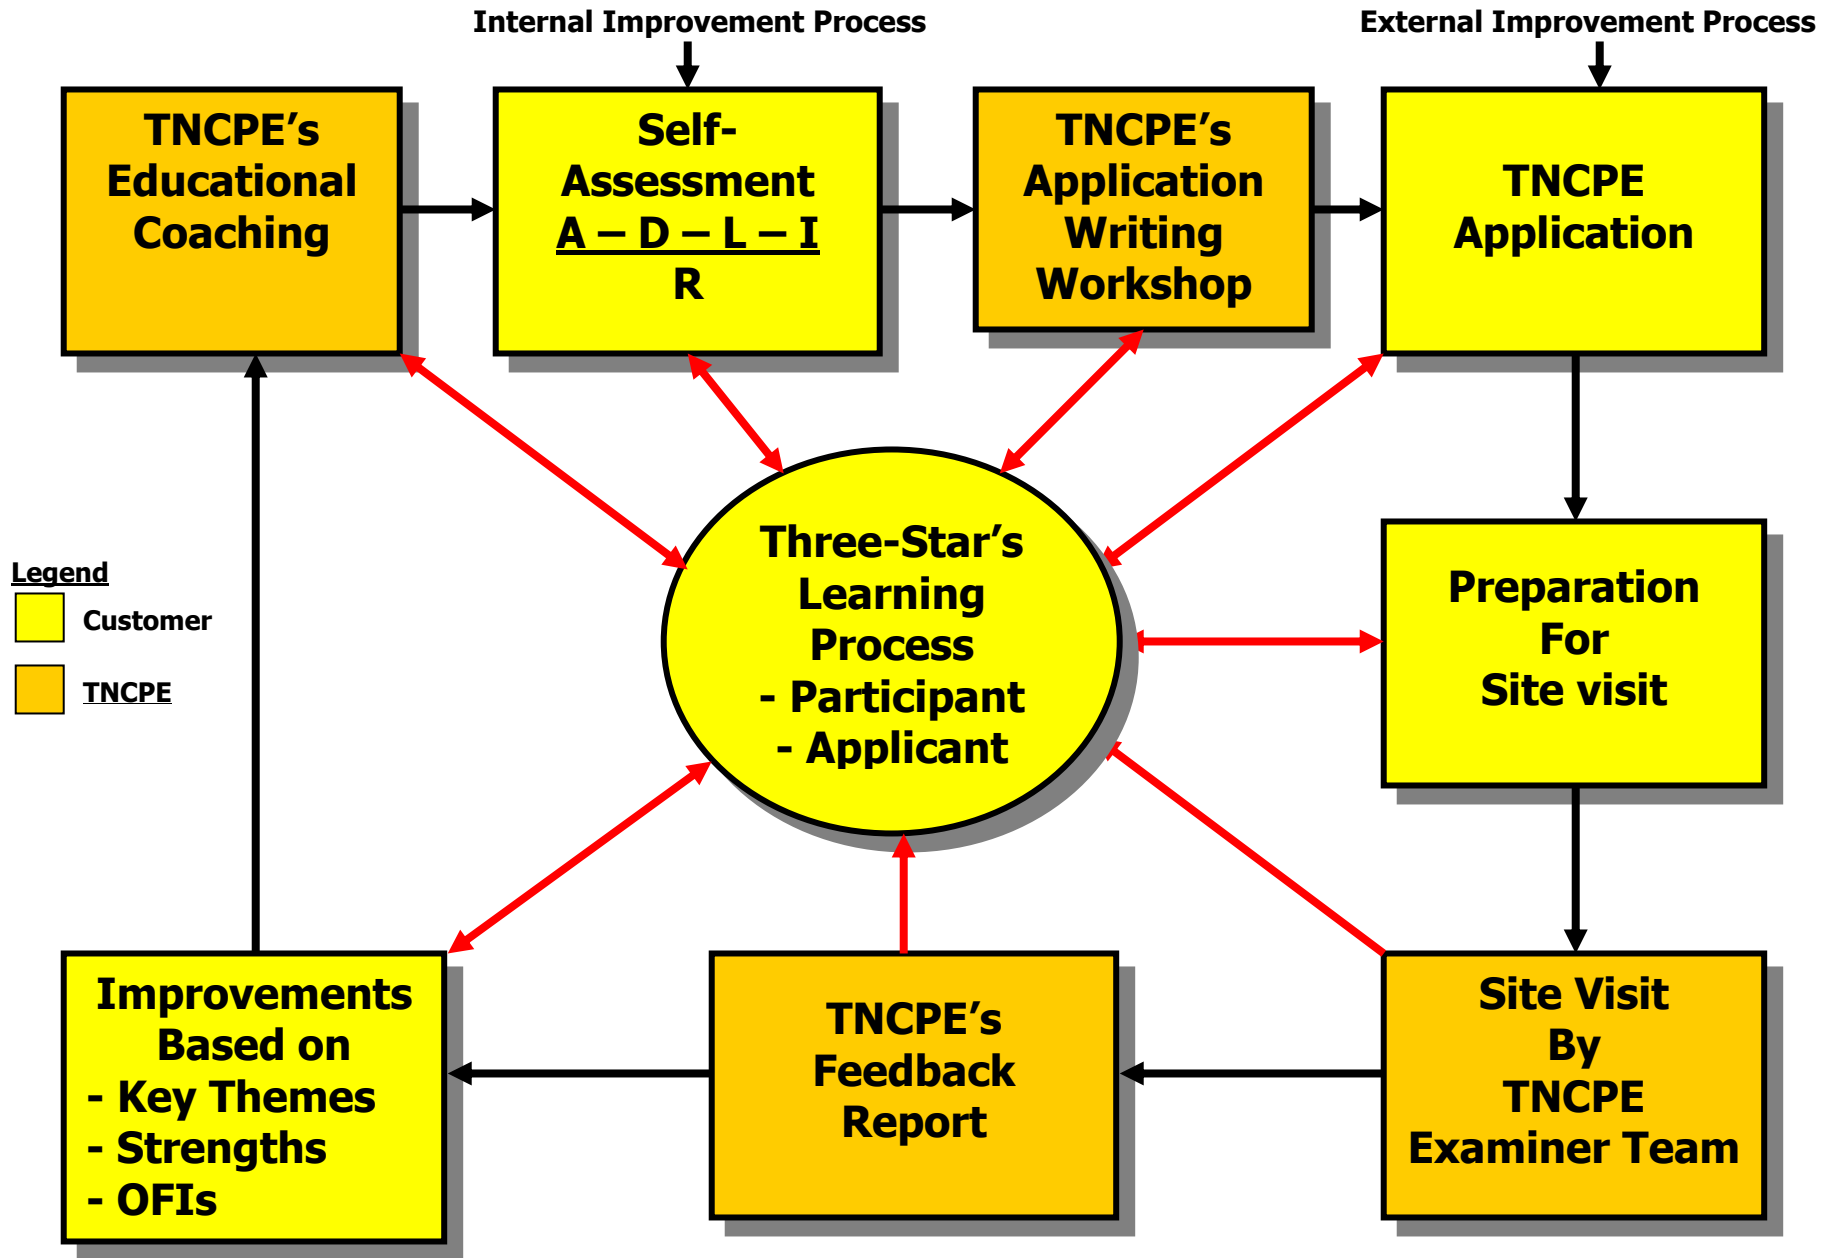 Internal Improvement Process
External Improvement Process
TNCPE’s
Educational
Coaching
Self-
Assessment
A – D – L – I
R
TNCPE’s
Application
Writing
Workshop
TNCPE
Application
Three-Star’s
Learning
Process
- Participant
- Applicant
Legend
Customer
TNCPE
Preparation
For
Site visit
Improvements
Based on
- Key Themes
- Strengths
- OFIs
TNCPE’s
Feedback
Report
Site Visit
By
TNCPE
Examiner Team